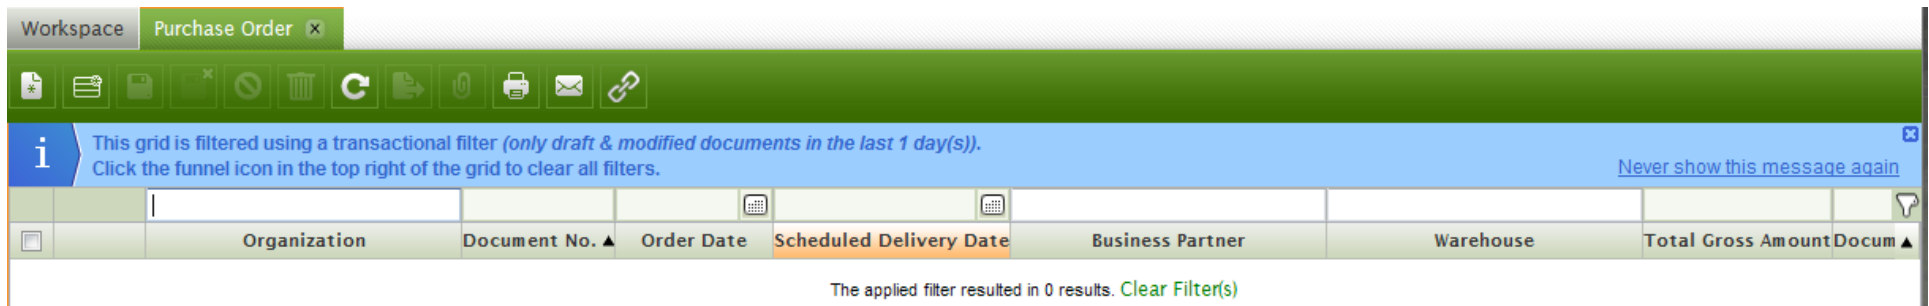 Workspace
Purchase Order
This grid is filtered using a transactional filter (only draft & modified documents in the last 1 day(s)).
Click the funnel icon in the top right of the grid to clear all filters.
Never show this message again
Organization Document No. Order Date Scheduled Delivery Date Business Partner Warehouse Total Gross Amount Docum
The applied filter resulted in 0 results. Clear Filter(s)